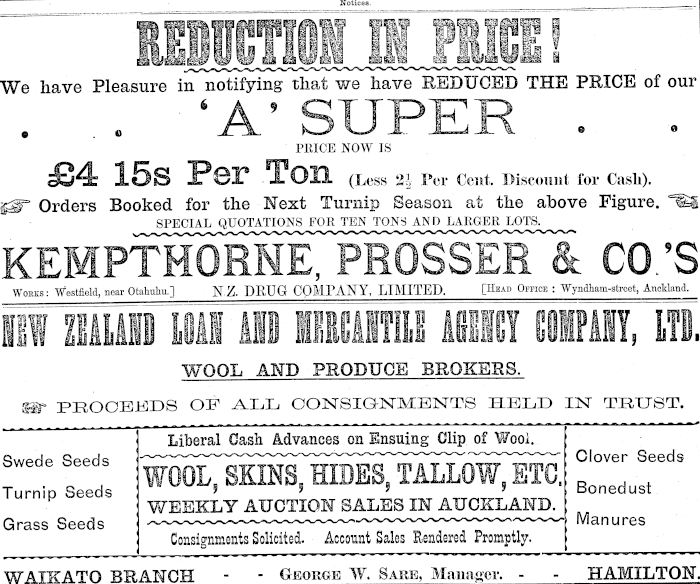 Notices.
REDUCTION IN PRICE!
We have Pleasure in notifying that we have REDUCED THE PRICE of our
'A' SUPER
PRICE NOW IS
£4 15s Per Ton (Less 2½ Per Cent. Discount for Cash).
Orders Booked for the Next Turnip Season at the above Figure.
SPECIAL QUOTATIONS FOR TEN TONS AND LARGER LOTS.
KEMPTHORNE, PROSSER & CO.'S
WORKS: Westfield, near Otahuhu.] N.Z. DRUG COMPANY, LIMITED. [HEAD OFFICE: Wyndham-street, Auckland.
NEW ZEALAND LOAN AND MERCANTILE AGENCY COMPANY, LTD.
WOOL AND PRODUCE BROKERS.
PROCEEDS OF ALL CONSIGNMENTS HELD IN TRUST.
Swede Seeds
Turnip Seeds
Grass Seeds
Liberal Cash Advances on Ensuing Clip of Wool.
WOOL, SKINS, HIDES, TALLOW, ETC.
WEEKLY AUCTION SALES IN AUCKLAND.
Consignments Solicited. Account Sales Rendered Promptly.
Clover Seeds
Bonedust
Manures
WAIKATO BRANCH - - GEORGE W. SARE, Manager. - - HAMILTON.